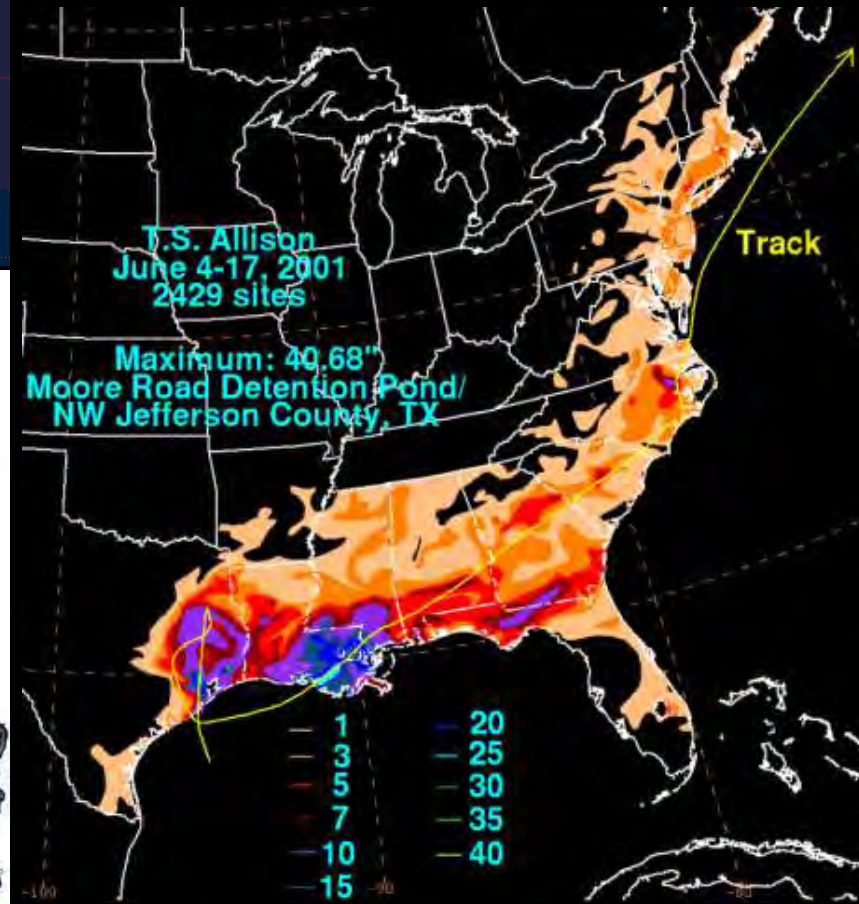 T.S. Allison
June 4-17, 2001
2429 sites
Maximum: 40.68"
Moore Road Detention Pond/
NW Jefferson County, TX
Track
1
3
5
7
10
15
20
25
30
35
40
-100
-90
-80